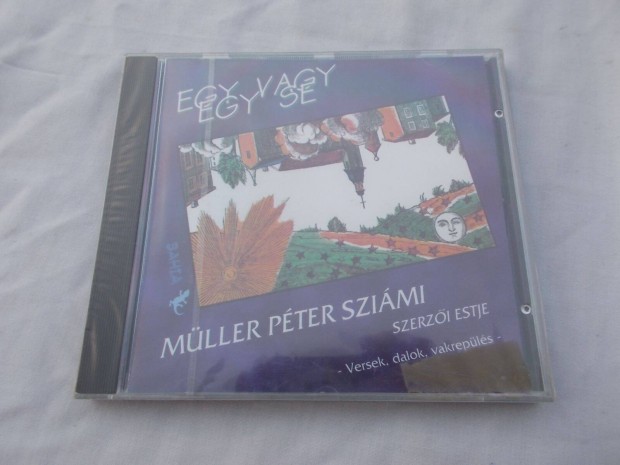 EGY VAGY
EGY SE
MÜLLER PÉTER SZIÁMI
SZERZŐI ESTJE
- Versek, dalok, vakrepülés -